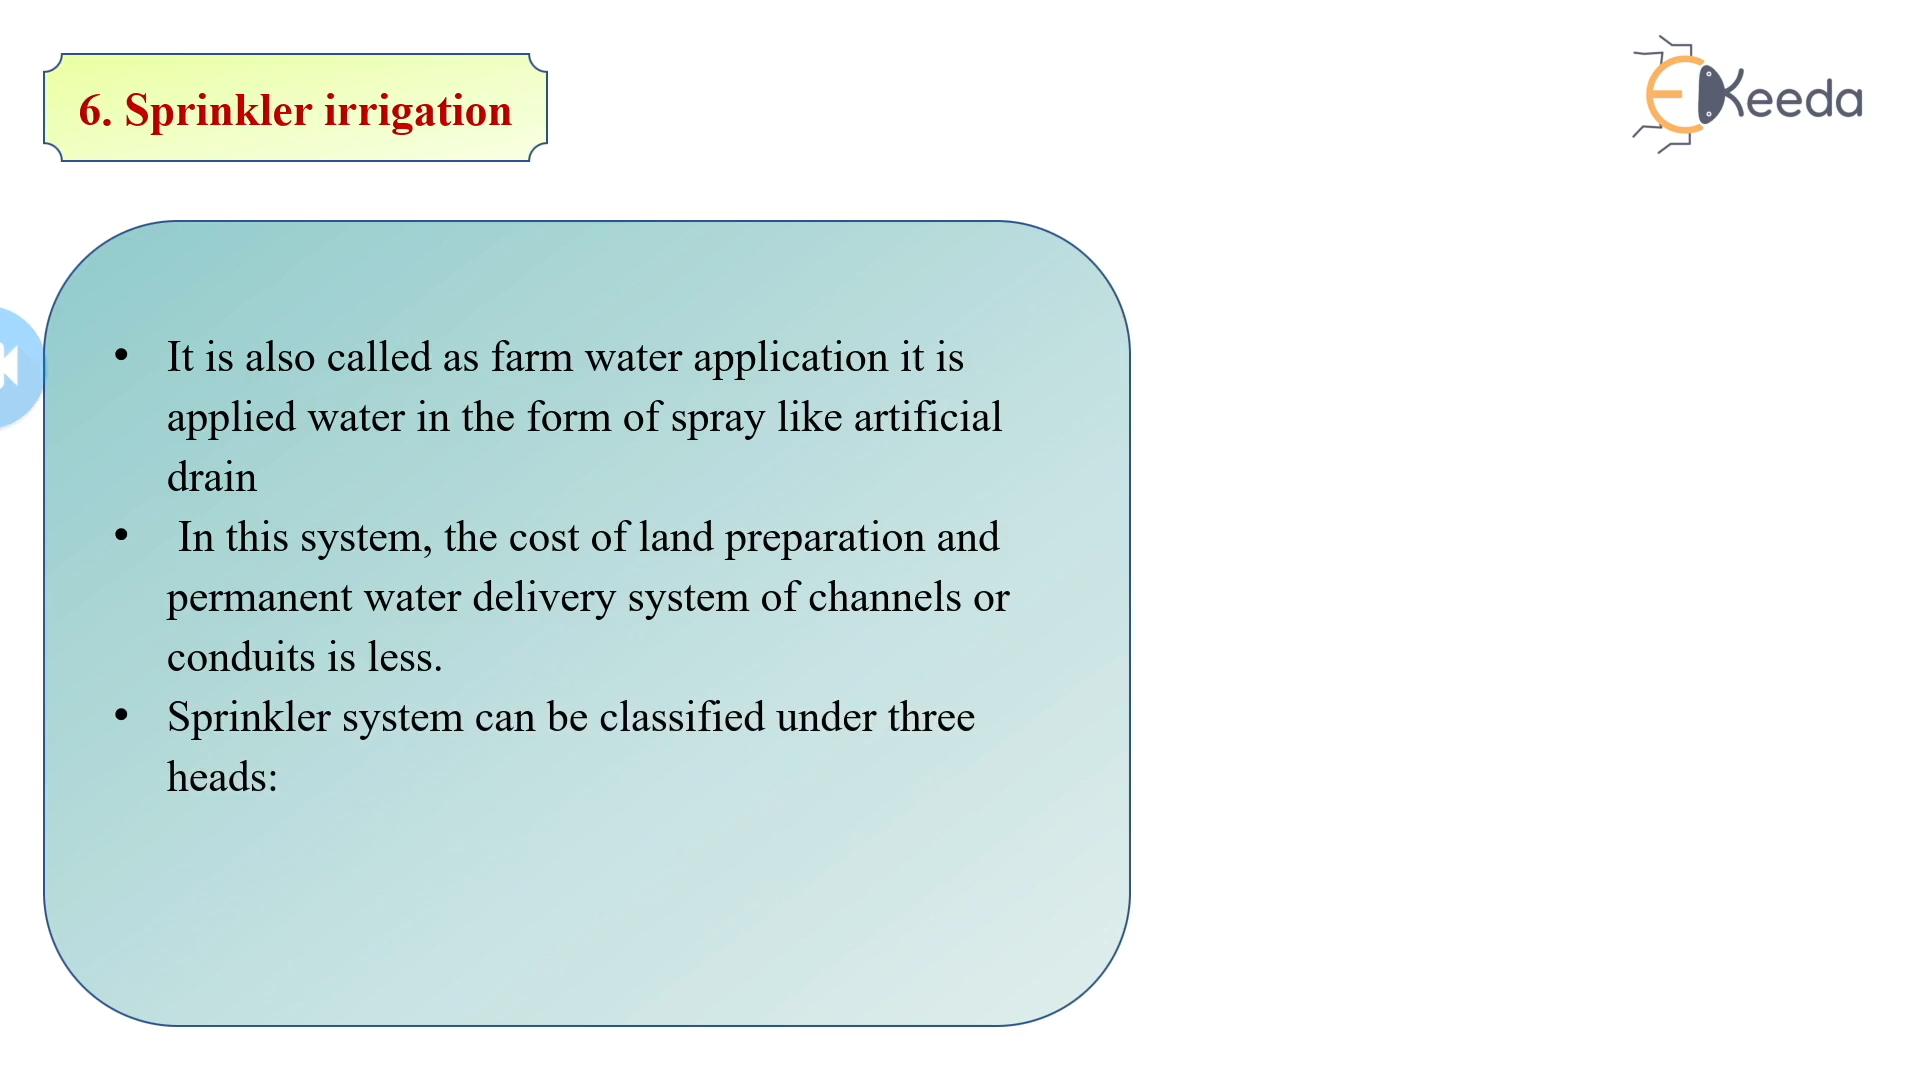 6. Sprinkler irrigation
EKeeda
• It is also called as farm water application it is
applied water in the form of spray like artificial
drain
• In this system, the cost of land preparation and
permanent water delivery system of channels or
conduits is less.
• Sprinkler system can be classified under three
heads: